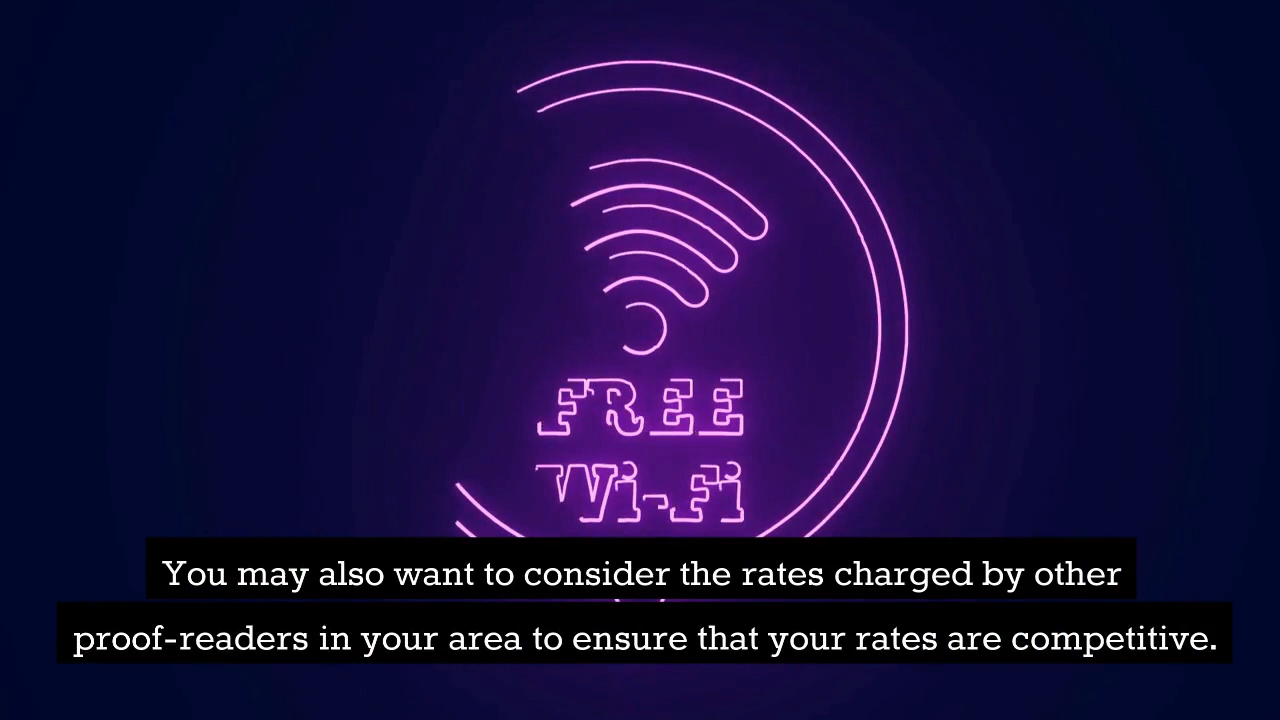 FREE
Wi-Fi
You may also want to consider the rates charged by other
proof-readers in your area to ensure that your rates are competitive.